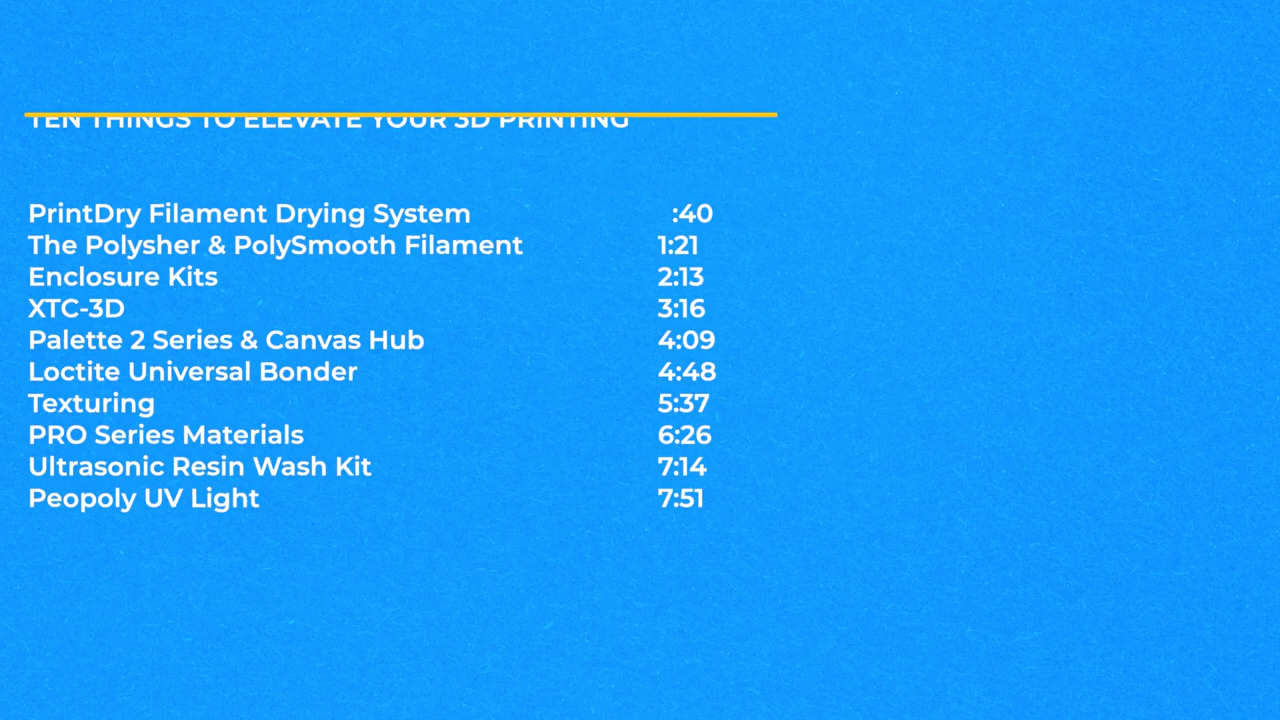 TEN THINGS TO ELEVATE YOUR 3D PRINTING
PrintDry Filament Drying System :40
The Polysher & PolySmooth Filament 1:21
Enclosure Kits 2:13
XTC-3D 3:16
Palette 2 Series & Canvas Hub 4:09
Loctite Universal Bonder 4:48
Texturing 5:37
PRO Series Materials 6:26
Ultrasonic Resin Wash Kit 7:14
Peopoly UV Light 7:51